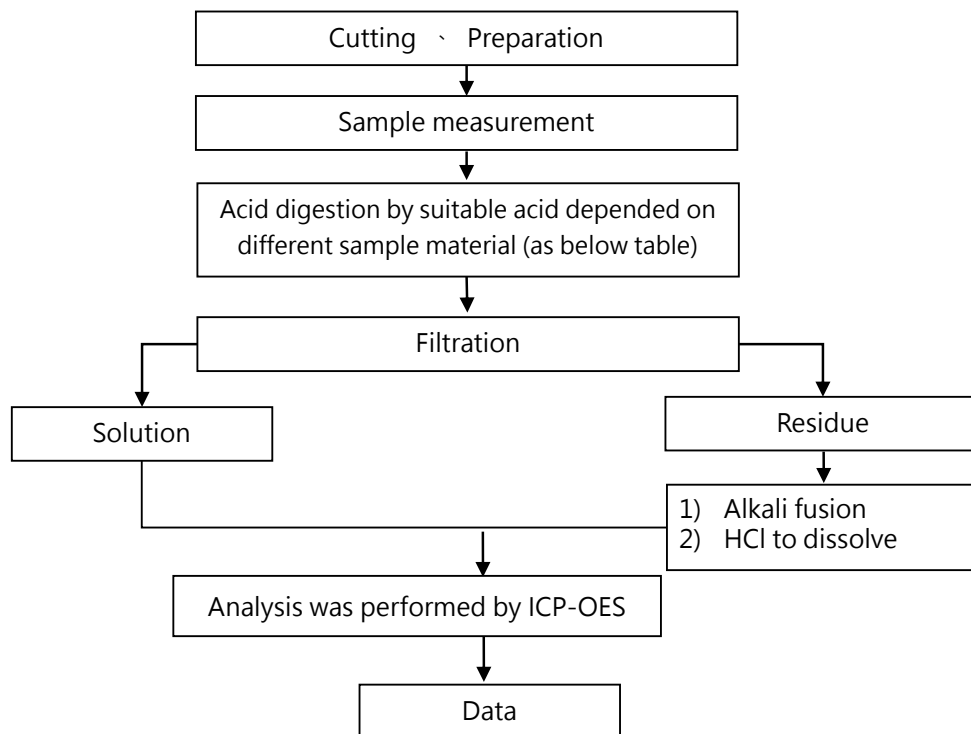 Cutting 、 Preparation
Sample measurement
Acid digestion by suitable acid depended on
different sample material (as below table)
Filtration
Solution
Residue
1) Alkali fusion
2) HCl to dissolve
Analysis was performed by ICP-OES
Data